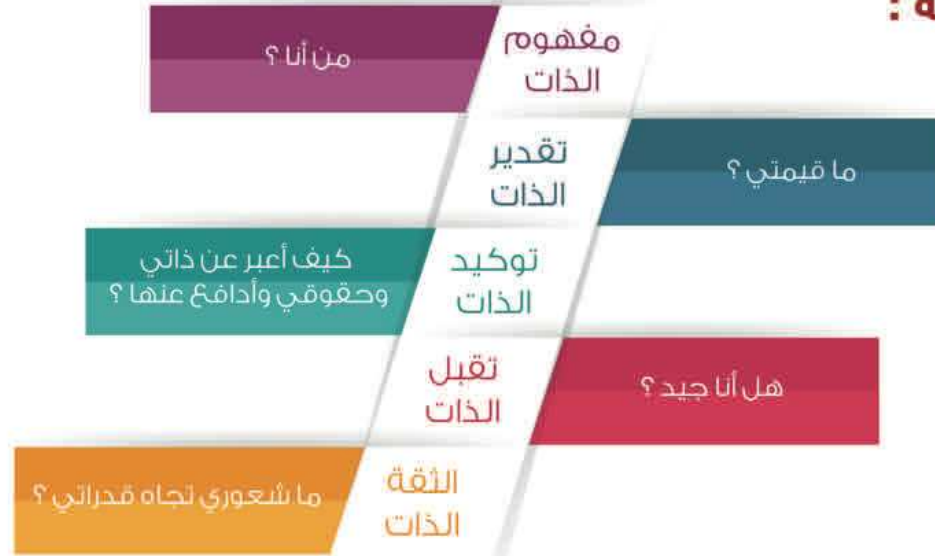 مفهوم
الذات
من أنا ؟
تقدير
الذات
ما قيمتي ؟
توكيد
الذات
كيف أعبر عن ذاتي
وحقوقي وأدافع عنها ؟
تقبل
الذات
هل أنا جيد ؟
الثقة
الذات
ما شعوري تجاه قدراتي ؟